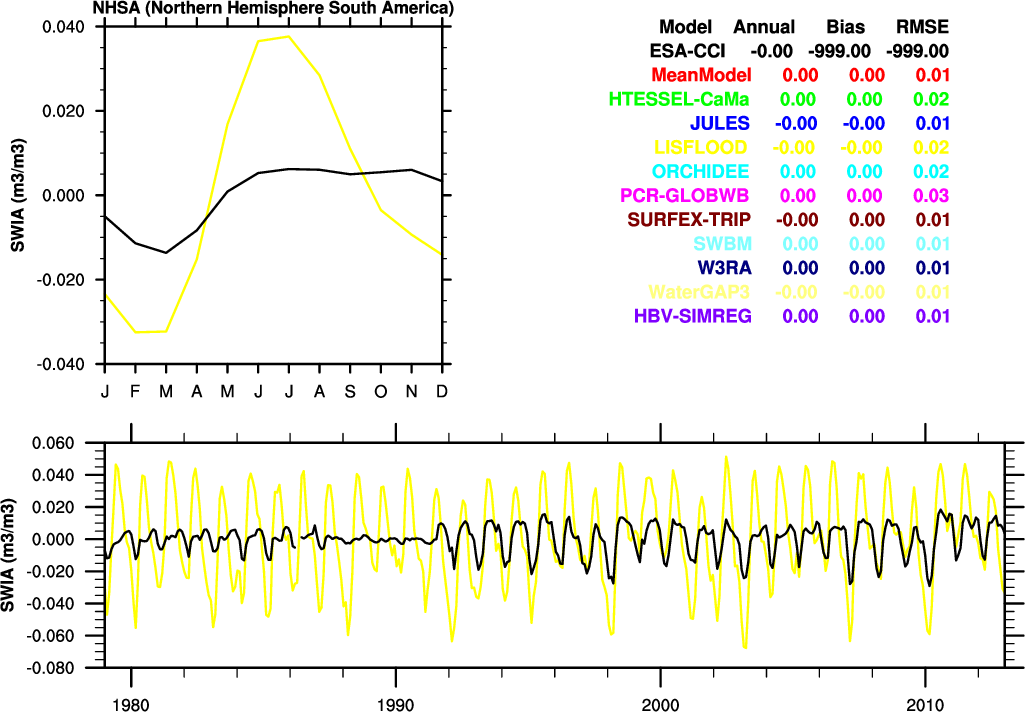 NHSA (Northern Hemisphere South America)
0.040
0.020
0.000
-0.020
-0.040
SWIA (m3/m3)
J F M A M J J A S O N D
Model Annual Bias RMSE
ESA-CCI -0.00 -999.00 -999.00
MeanModel 0.00 0.00 0.01
HTESSEL-CaMa 0.00 0.00 0.02
JULES -0.00 -0.00 0.01
LISFLOOD -0.00 -0.00 0.02
ORCHIDEE 0.00 0.00 0.02
PCR-GLOBWB 0.00 0.00 0.03
SURFEX-TRIP -0.00 0.00 0.01
SWBM 0.00 0.00 0.01
W3RA 0.00 0.00 0.01
WaterGAP3 -0.00 -0.00 0.01
HBV-SIMREG 0.00 0.00 0.01
0.060
0.040
0.020
0.000
-0.020
-0.040
-0.060
-0.080
SWIA (m3/m3)
1980 1990 2000 2010